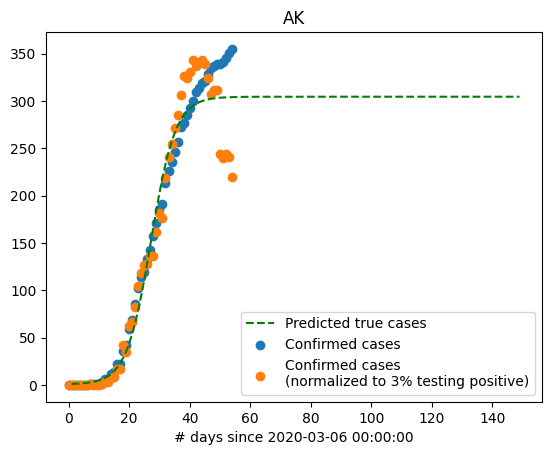 AK
350
300
250
200
150
100
50
0
Predicted true cases
Confirmed cases
Confirmed cases
(normalized to 3% testing positive)
0 20 40 60 80 100 120 140
# days since 2020-03-06 00:00:00